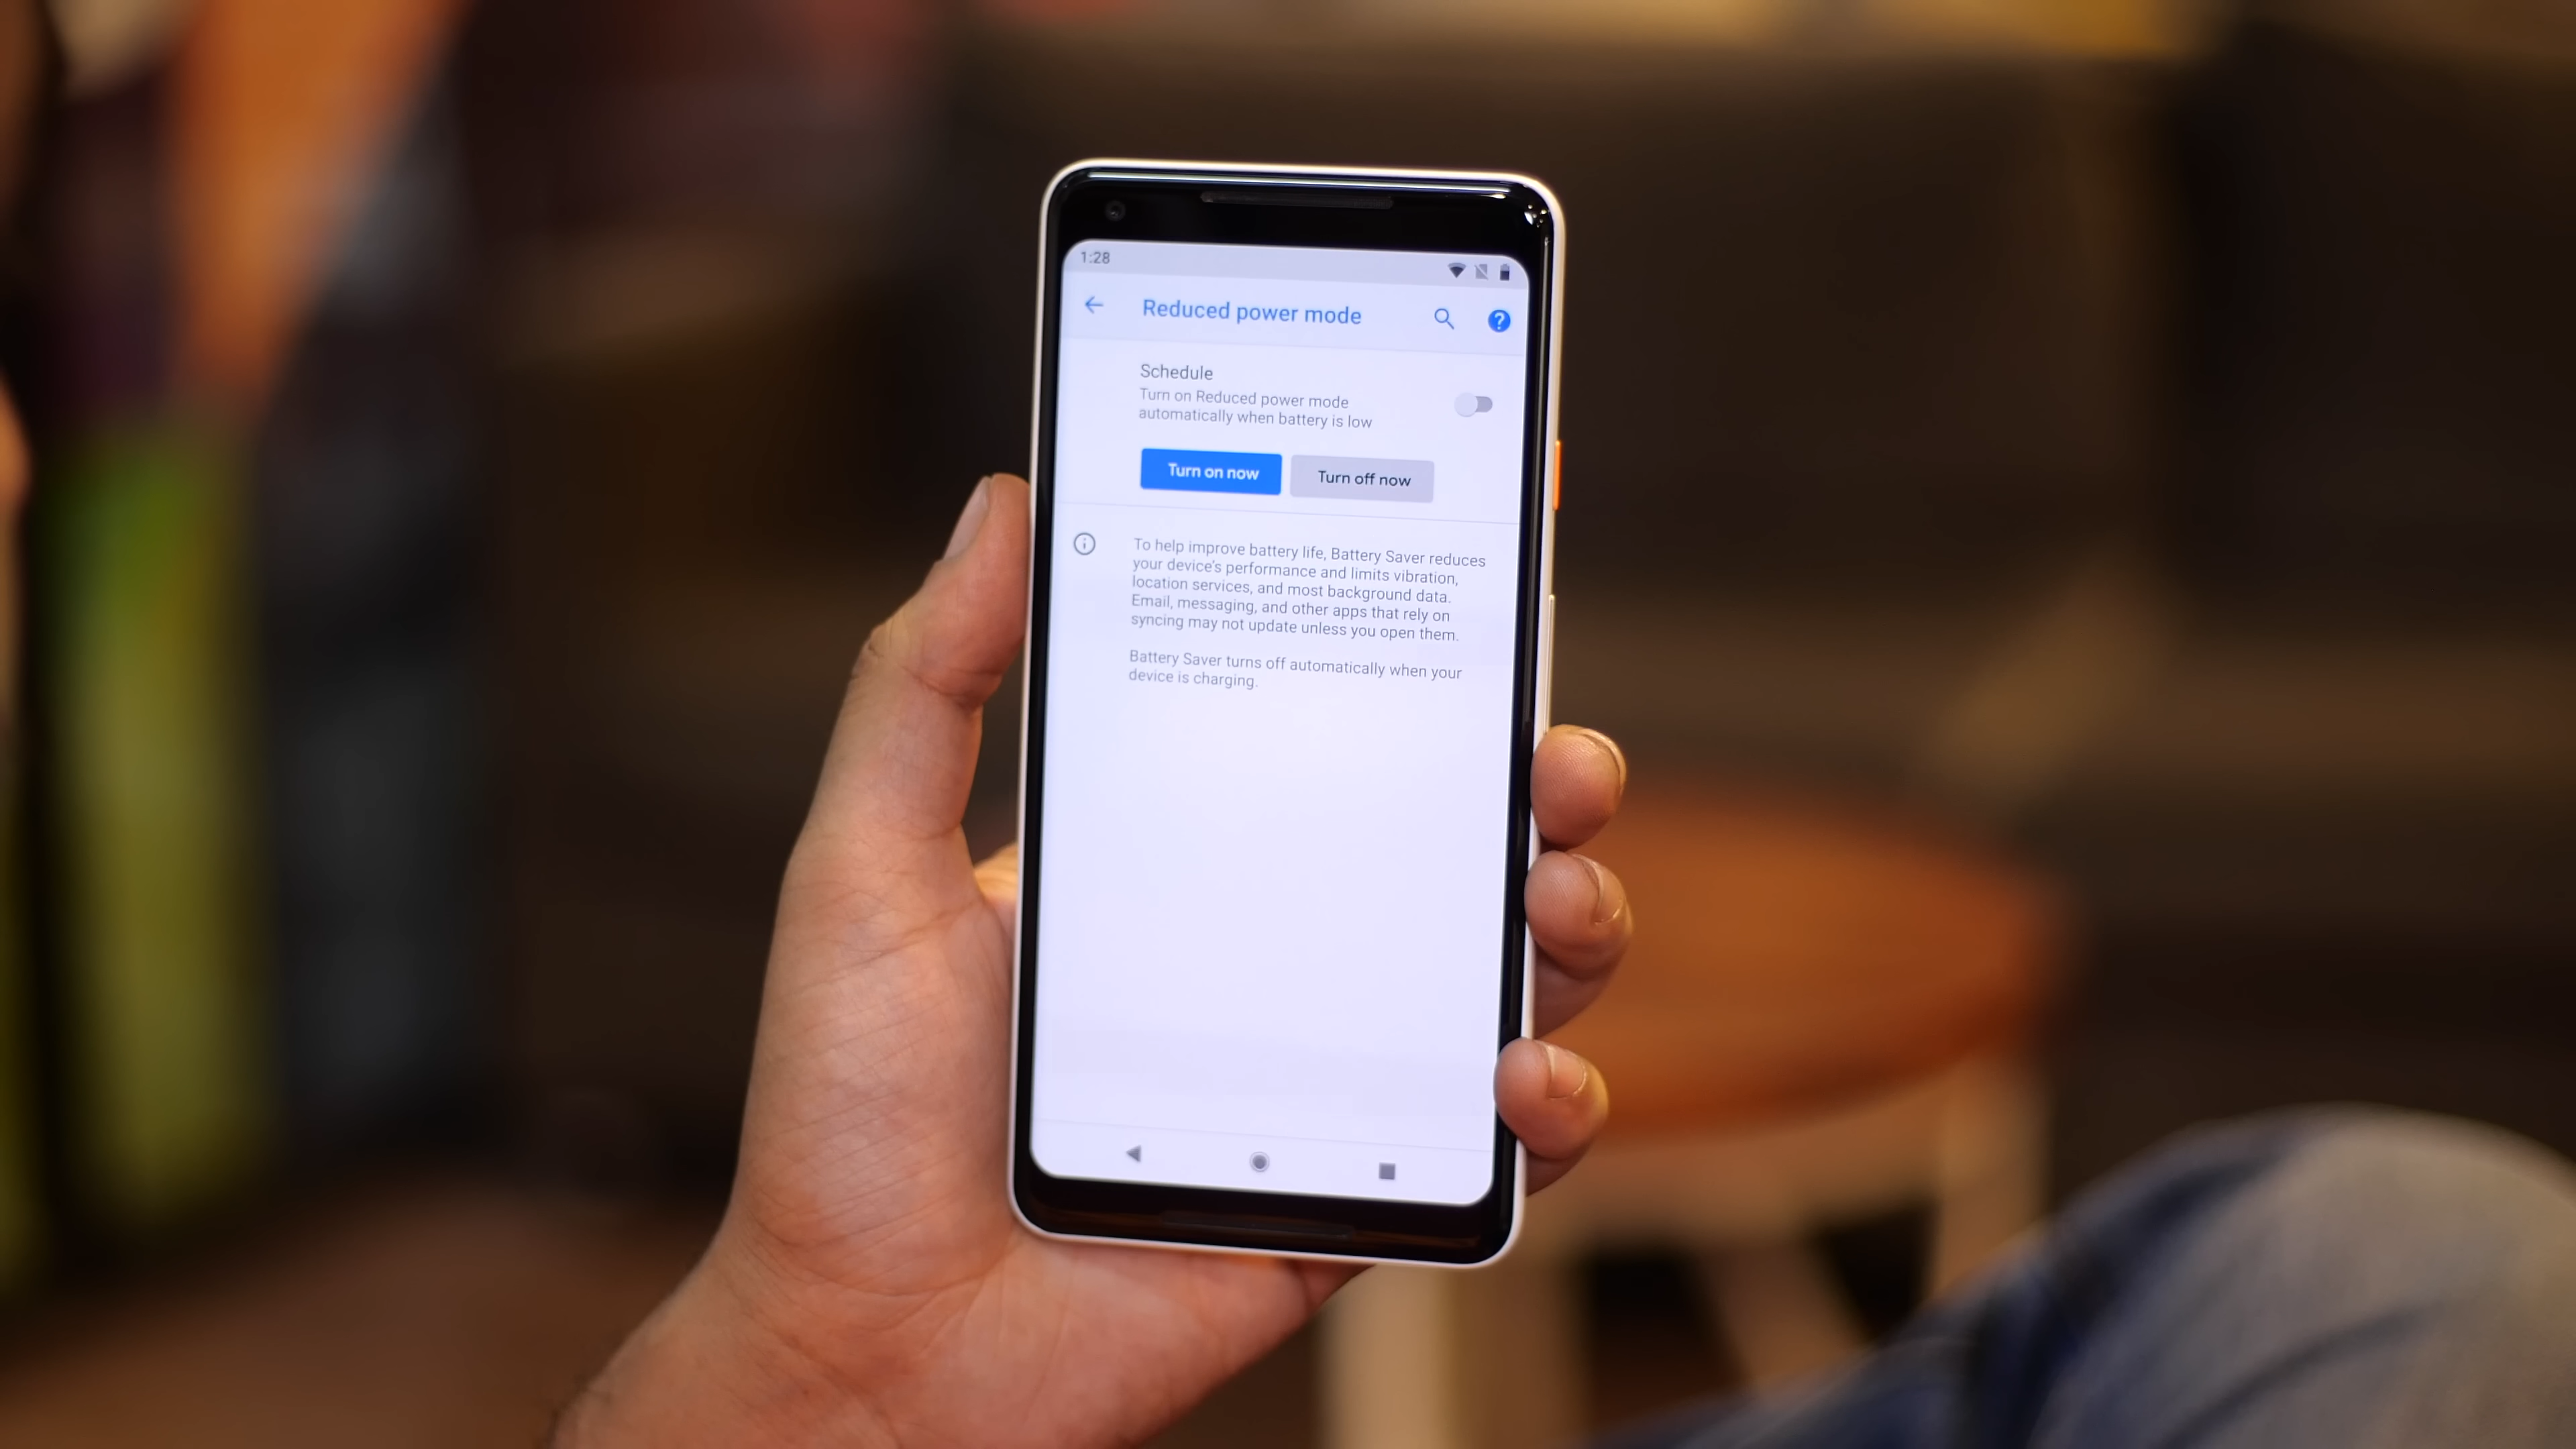 1:28
Reduced power mode
Schedule
Turn on Reduced power mode
automatically when battery is low
Turn on now
Turn off now
To help improve battery life, Battery Saver reduces
your device's performance and limits vibration,
location services, and most background data.
Email, messaging, and other apps that rely on
syncing may not update unless you open them.
Battery Saver turns off automatically when your
device is charging.